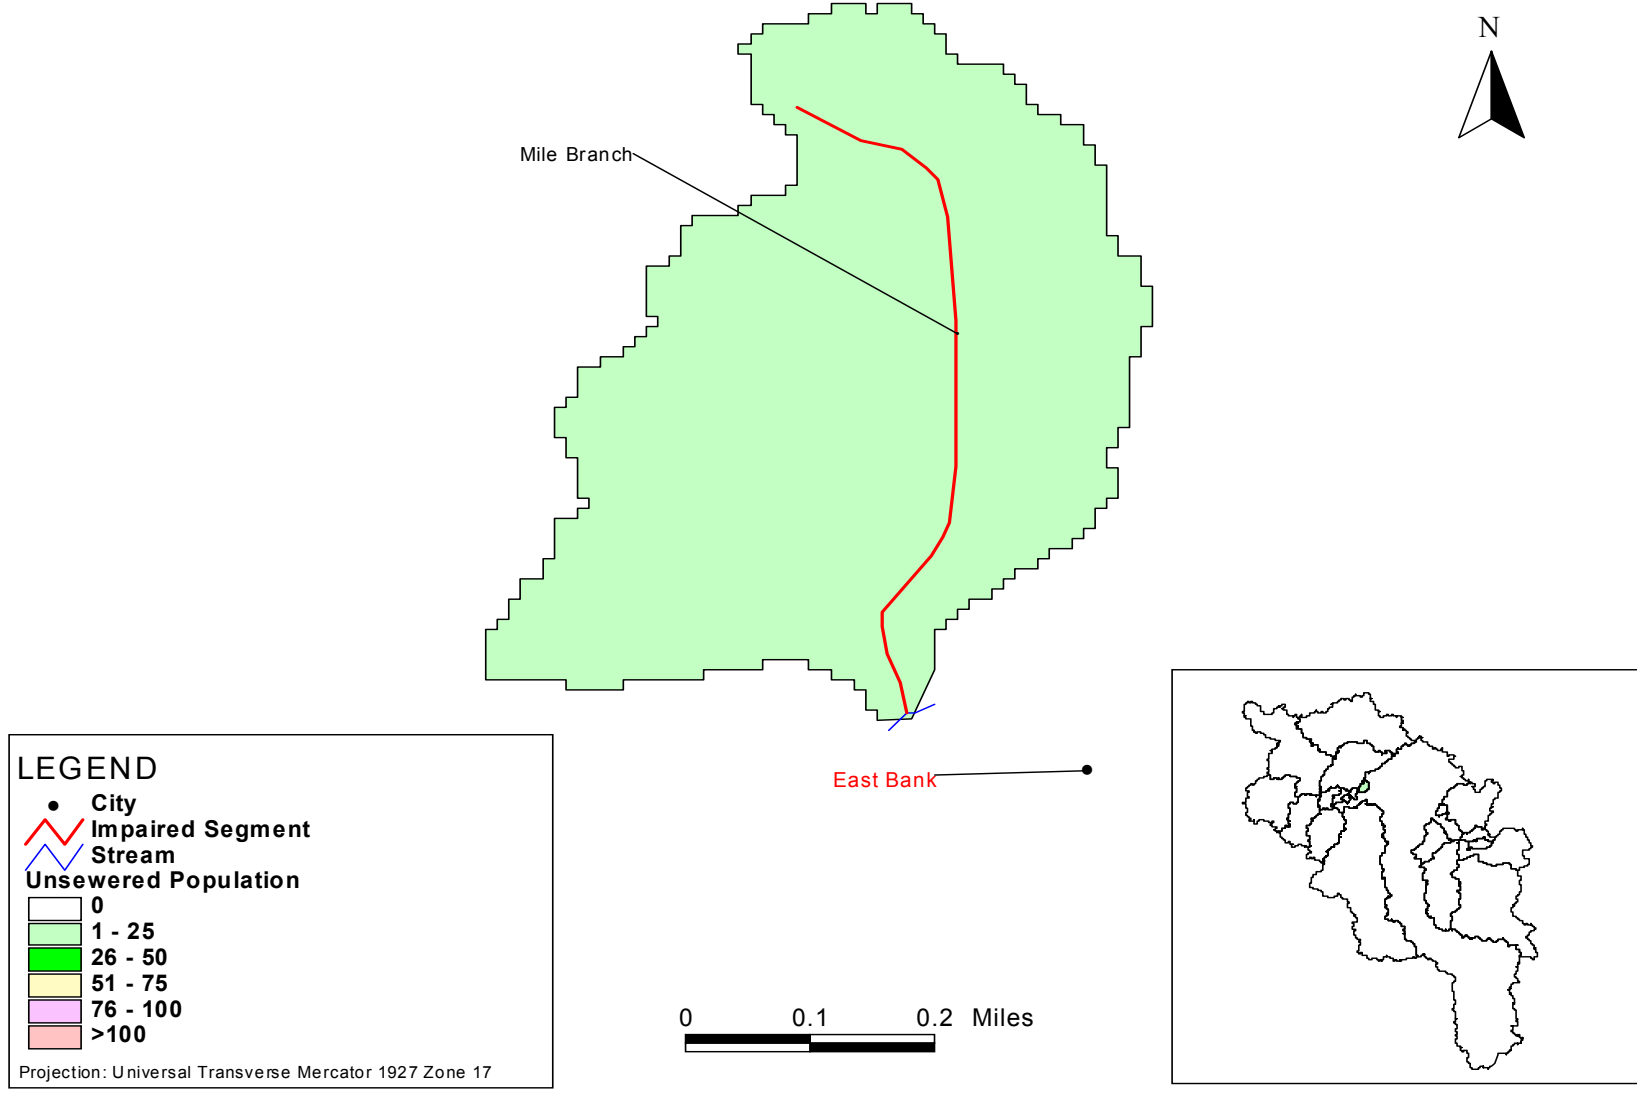 N
Mile Branch
East Bank
LEGEND
City
Impaired Segment
Stream
Unsewered Population
0
1 - 25
26 - 50
51 - 75
76 - 100
>100
Projection: Universal Transverse Mercator 1927 Zone 17
0 0.1 0.2 Miles